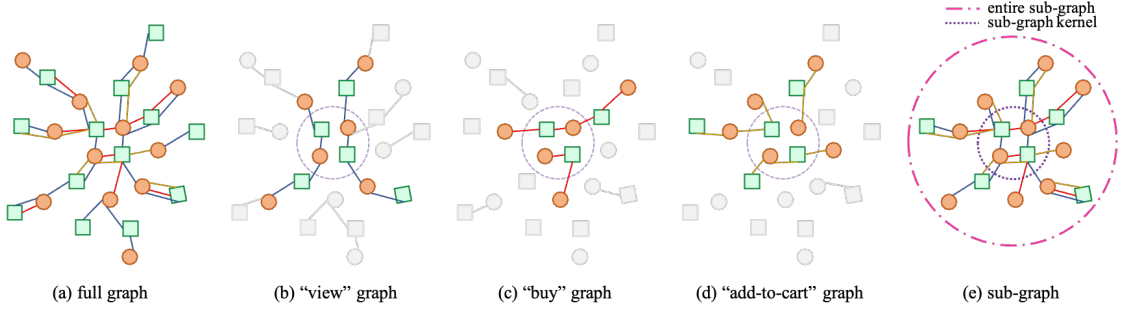 entire sub-graph
sub-graph kernel
(a) full graph
(b) “view” graph
(c) “buy” graph
(d) “add-to-cart” graph
(e) sub-graph